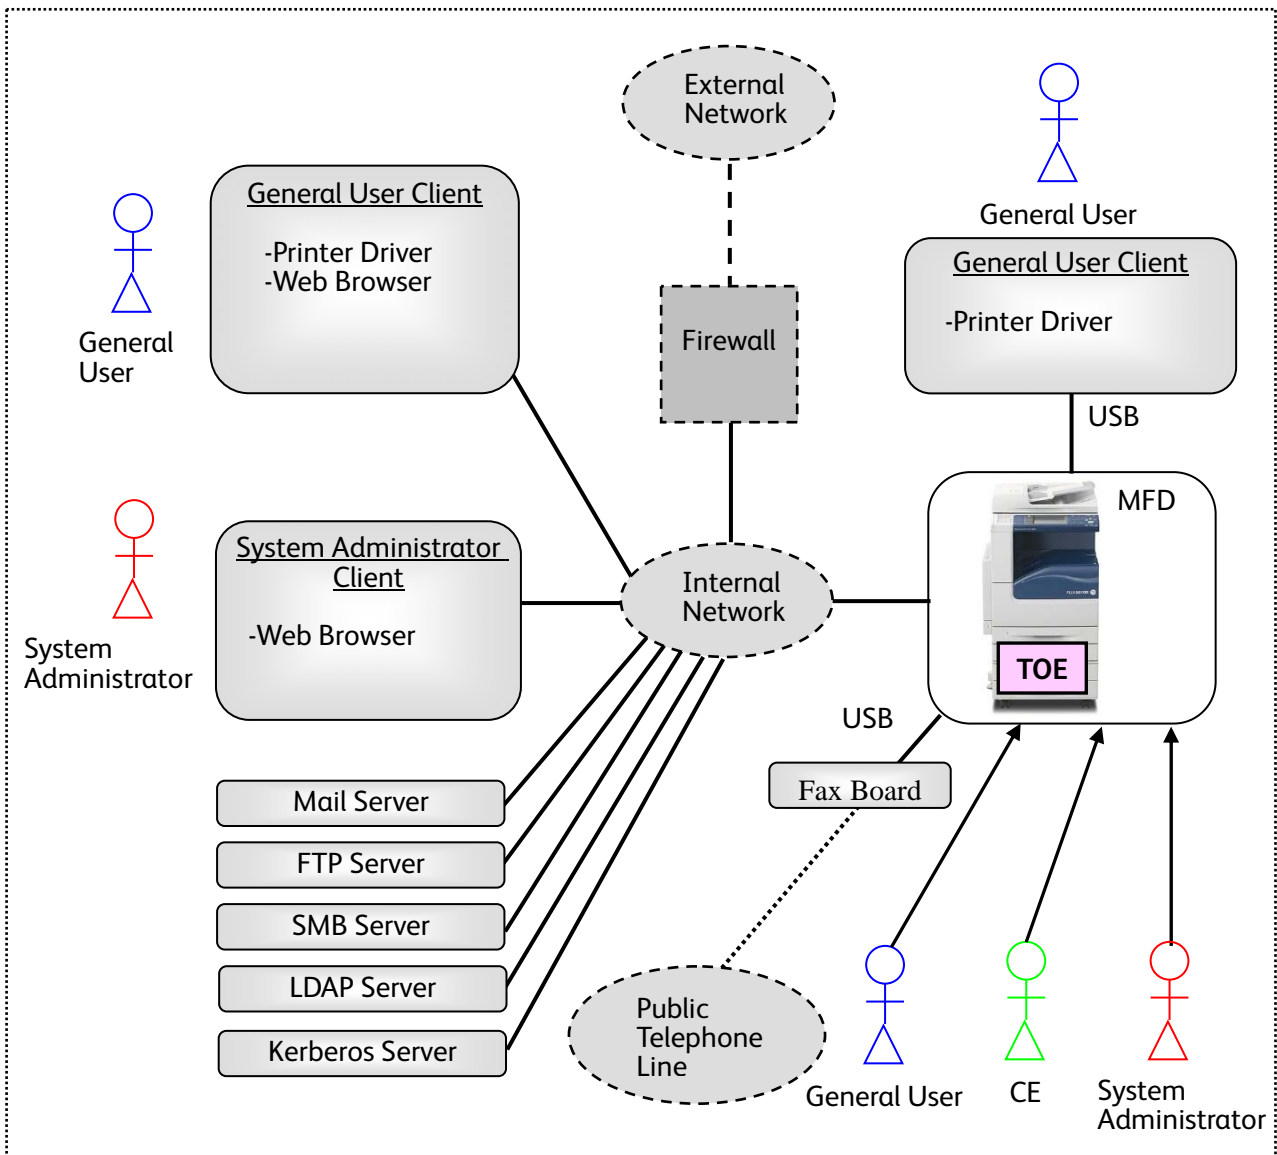 External
Network
General User
General User Client
-Printer Driver
-Web Browser
General
User
General User Client
-Printer Driver
Firewall
USB
MFD
System Administrator
Client
-Web Browser
System
Administrator
Internal
Network
TOE
USB
Fax Board
Mail Server
FTP Server
SMB Server
LDAP Server
Kerberos Server
Public
Telephone
Line
General User
CE
System
Administrator